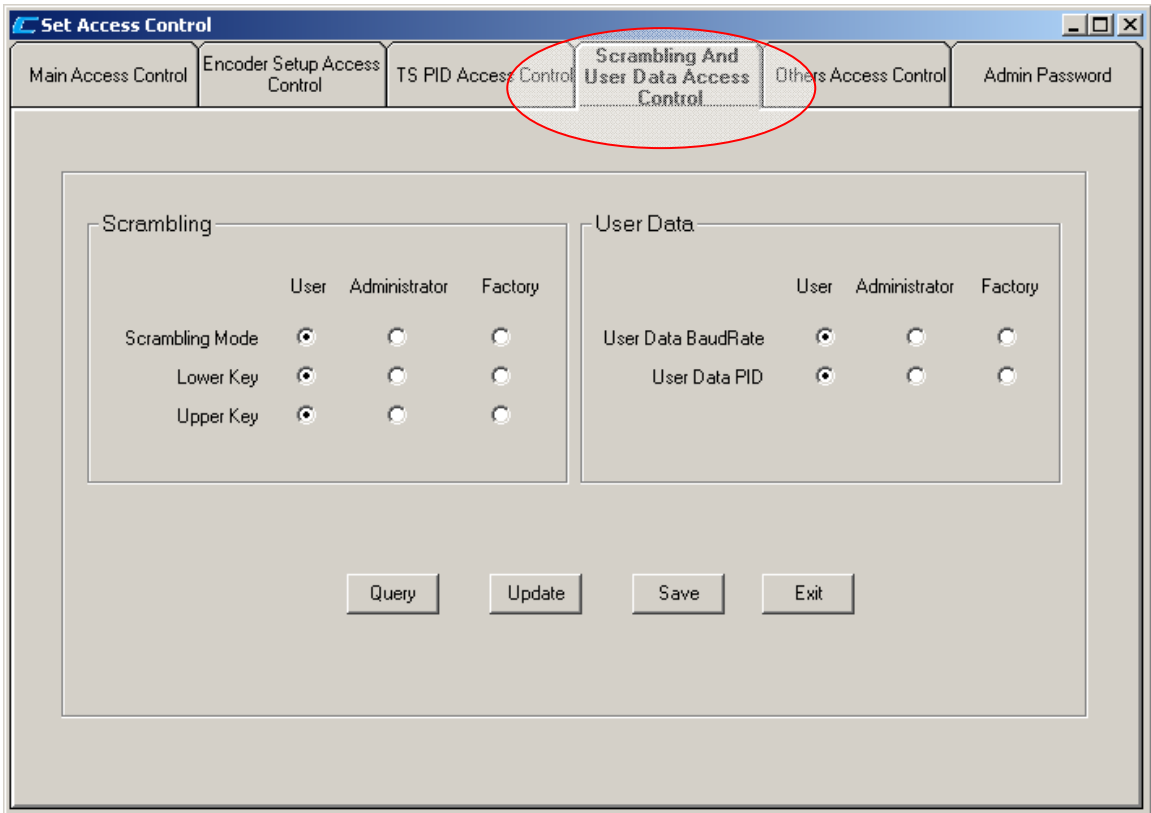 Set Access Control
Main Access Control
Encoder Setup Access
Control
TS PID Access Control
Scrambling And
User Data Access
Control
Others Access Control
Admin Password
Scrambling
User Administrator Factory
Scrambling Mode
Lower Key
Upper Key
User Data
User Administrator Factory
User Data BaudRate
User Data PID
Query Update Save Exit